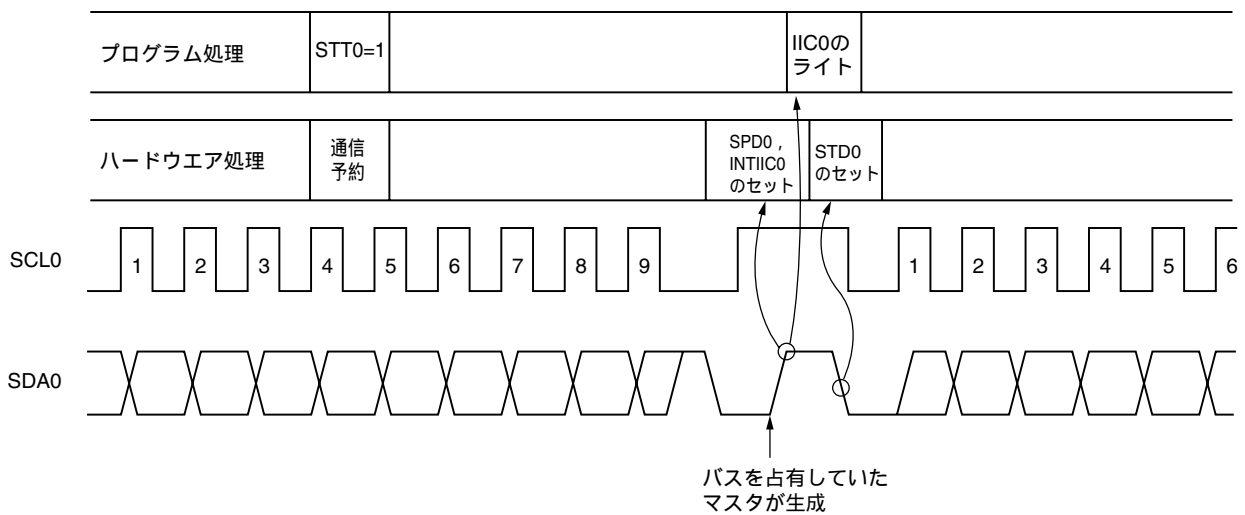 プログラム処理
STT0=1
IIC0の
ライト
ハードウエア処理
通信
予約
SPD0 ,
INTIIC0
のセット
STD0
のセット
SCL0
1 2 3 4 5 6 7 8 9 1 2 3 4 5 6
SDA0
バスを占有していた
マスタが生成